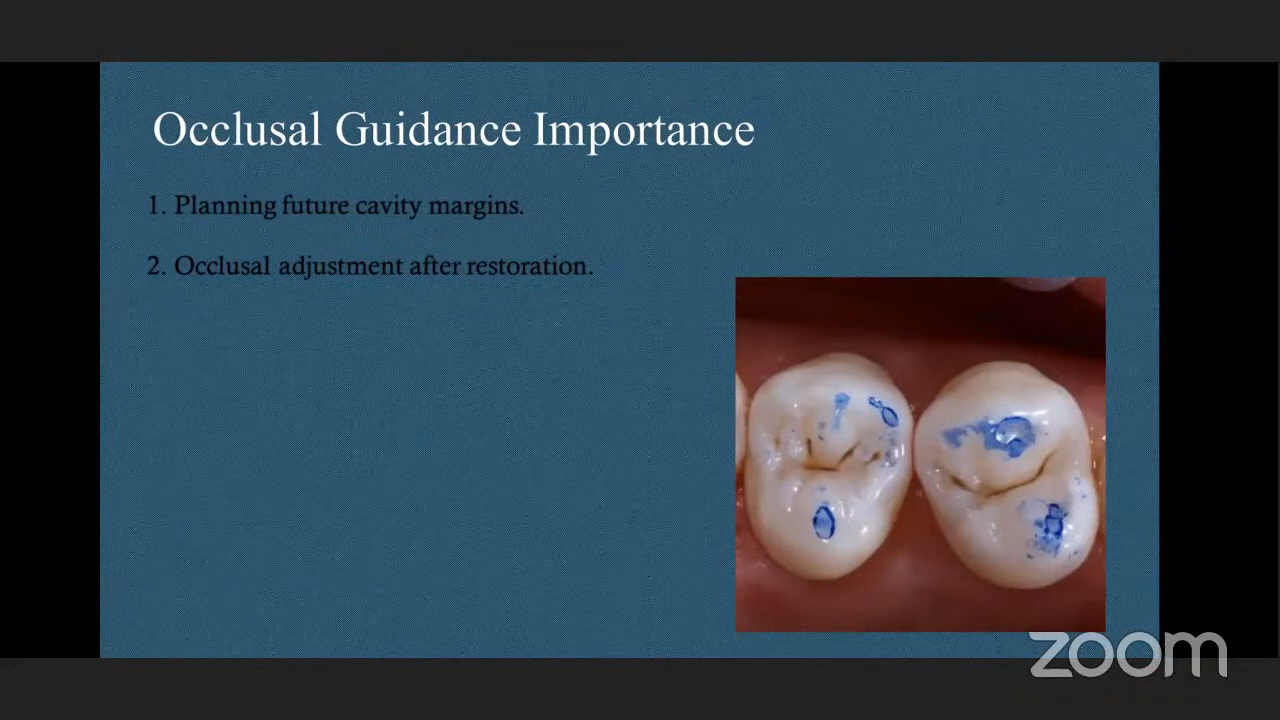 Occlusal Guidance Importance
1. Planning future cavity margins.
2. Occlusal adjustment after restoration.
zoom